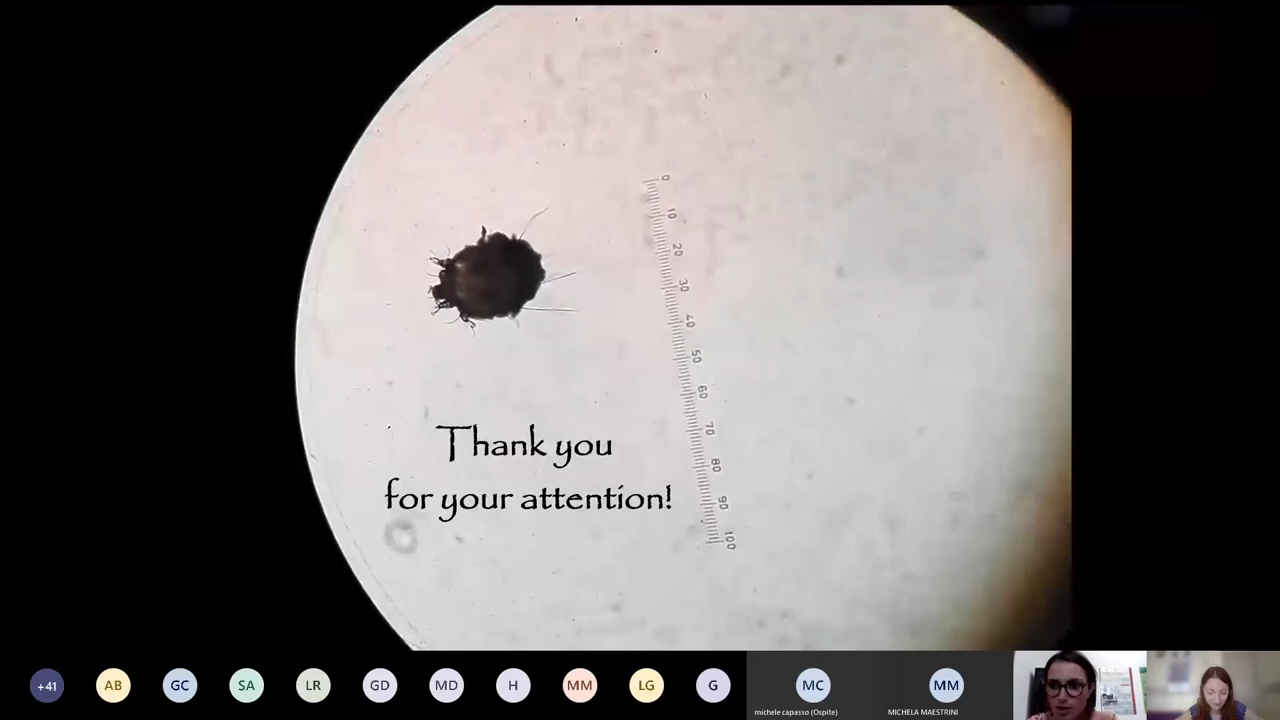 0
10
20
30
40
50
60
70
80
90
100
Thank you
for your attention!
+41
AB
GC
SA
LR
GD
MD
H
MM
LG
G
MC
MM
michele capasso (Ospite)
MICHELA MAESTRINI